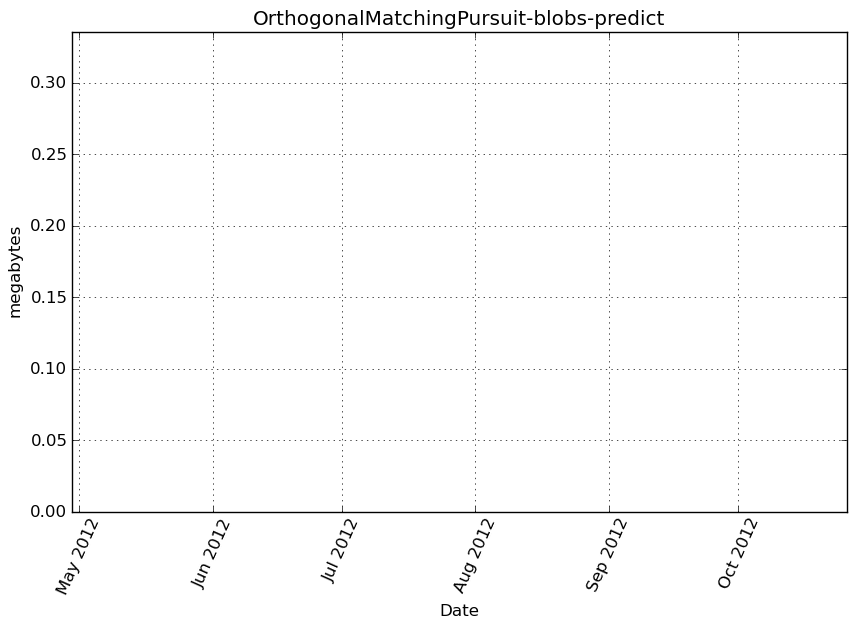 OrthogonalMatchingPursuit-blobs-predict
0.30
0.25
0.20
0.15
0.10
0.05
0.00
megabytes
May 2012
Jun 2012
Jul 2012
Aug 2012
Sep 2012
Oct 2012
Date